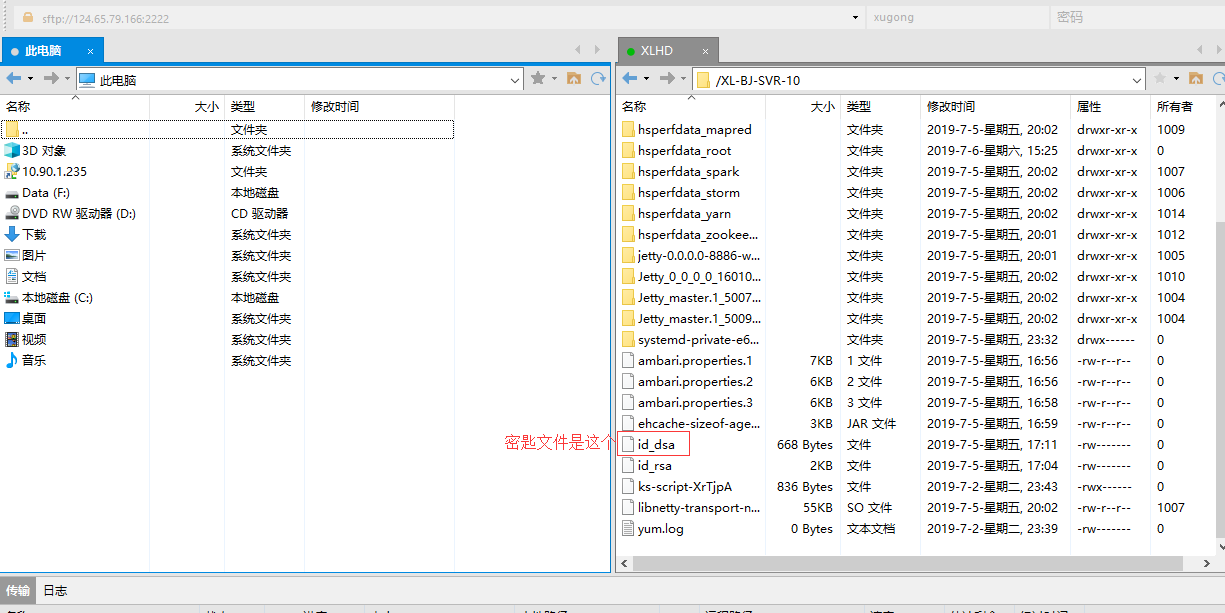 sftp://124.65.79.166:2222 xugong 密码
此电脑 × XLHD ×
此电脑 /XL-BJ-SVR-10
名称 大小 类型 修改时间 名称 大小 类型 修改时间 属性 所有者
.. 文件夹 hsperfdata_mapred 文件夹 2019-7-5-星期五, 20:02 drwxr-xr-x 1009
3D 对象 系统文件夹 hsperfdata_root 文件夹 2019-7-6-星期六, 15:25 drwxr-xr-x 0
10.90.1.235 文件夹 hsperfdata_spark 文件夹 2019-7-5-星期五, 20:02 drwxr-xr-x 1007
Data (F:) 本地磁盘 hsperfdata_storm 文件夹 2019-7-5-星期五, 20:02 drwxr-xr-x 1006
DVD RW 驱动器 (D:) CD 驱动器 hsperfdata_yarn 文件夹 2019-7-5-星期五, 20:02 drwxr-xr-x 1014
下载 系统文件夹 hsperfdata_zookee... 文件夹 2019-7-5-星期五, 20:01 drwxr-xr-x 1012
图片 系统文件夹 jetty-0.0.0.0-8886-w... 文件夹 2019-7-5-星期五, 20:01 drwxr-xr-x 1005
文档 系统文件夹 Jetty_0_0_0_0_16010... 文件夹 2019-7-5-星期五, 20:02 drwxr-xr-x 1010
本地磁盘 (C:) 本地磁盘 Jetty_master.1_5007... 文件夹 2019-7-5-星期五, 20:02 drwxr-xr-x 1004
桌面 系统文件夹 Jetty_master.1_5009... 文件夹 2019-7-5-星期五, 20:02 drwxr-xr-x 1004
视频 系统文件夹 systemd-private-e6... 文件夹 2019-7-5-星期五, 23:32 drwx------ 0
音乐 系统文件夹 ambari.properties.1 7KB 1 文件 2019-7-5-星期五, 16:56 -rw-r--r-- 0
ambari.properties.2 6KB 2 文件 2019-7-5-星期五, 16:56 -rw-r--r-- 0
ambari.properties.3 6KB 3 文件 2019-7-5-星期五, 16:58 -rw-r--r-- 0
ehcache-sizeof-age... 3KB JAR 文件 2019-7-5-星期五, 16:59 -rw-r--r-- 0
密匙文件是这个 id_dsa 668 Bytes 文件 2019-7-5-星期五, 17:11 -rw------- 0
id_rsa 2KB 文件 2019-7-5-星期五, 17:04 -rw------- 0
ks-script-XrTjpA 836 Bytes 文件 2019-7-2-星期二, 23:43 -rwx------ 0
libnetty-transport-n... 55KB SO 文件 2019-7-5-星期五, 20:02 -rw-r--r-- 1007
yum.log 0 Bytes 文本文档 2019-7-2-星期二, 23:39 -rw------- 0
传输 日志